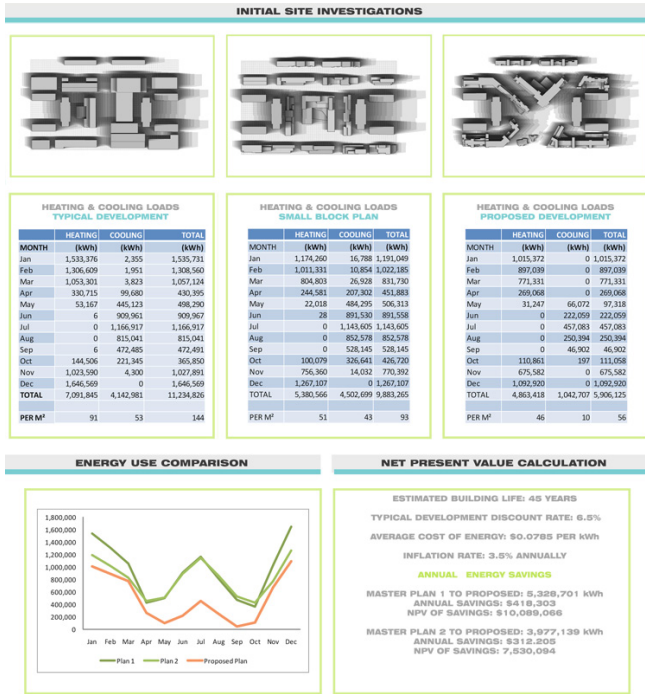 INITIAL SITE INVESTIGATIONS
HEATING & COOLING LOADS
TYPICAL DEVELOPMENT
HEATING COOLING TOTAL
MONTH (kWh) (kWh) (kWh)
Jan 1,533,376 2,355 1,535,731
Feb 1,306,609 1,951 1,308,560
Mar 1,053,301 3,823 1,057,124
Apr 330,715 99,680 430,395
May 53,167 445,123 498,290
Jun 6 909,961 909,967
Jul 0 1,166,917 1,166,917
Aug 0 815,041 815,041
Sep 6 472,485 472,491
Oct 144,506 221,345 365,850
Nov 1,023,590 4,300 1,027,891
Dec 1,646,569 0 1,646,569
TOTAL 7,091,845 4,142,981 11,234,826
PER M² 91 53 144
HEATING & COOLING LOADS
SMALL BLOCK PLAN
HEATING COOLING TOTAL
MONTH (kWh) (kWh) (kWh)
Jan 1,174,260 16,788 1,191,049
Feb 1,011,331 10,854 1,022,185
Mar 804,803 26,928 831,730
Apr 244,581 207,302 451,883
May 22,018 484,295 506,313
Jun 28 891,530 891,558
Jul 0 1,143,605 1,143,605
Aug 0 852,578 852,578
Sep 0 528,145 528,145
Oct 100,079 326,641 426,720
Nov 756,360 14,032 770,392
Dec 1,267,107 0 1,267,107
TOTAL 5,380,566 4,502,699 9,883,265
PER M² 51 43 93
HEATING & COOLING LOADS
PROPOSED DEVELOPMENT
HEATING COOLING TOTAL
MONTH (kWh) (kWh) (kWh)
Jan 1,015,372 0 1,015,372
Feb 897,039 0 897,039
Mar 771,331 0 771,331
Apr 269,068 0 269,068
May 31,247 66,072 97,318
Jun 0 222,059 222,059
Jul 0 457,083 457,083
Aug 0 250,394 250,394
Sep 0 46,902 46,902
Oct 110,861 197 111,058
Nov 675,582 0 675,582
Dec 1,092,920 0 1,092,920
TOTAL 4,863,418 1,042,707 5,906,125
PER M² 46 10 56
ENERGY USE COMPARISON
1,800,000
1,600,000
1,400,000
1,200,000
1,000,000
800,000
600,000
400,000
200,000
0
Jan Feb Mar Apr May Jun Jul Aug Sep Oct Nov Dec
Plan 1 Plan 2 Proposed Plan
NET PRESENT VALUE CALCULATION
ESTIMATED BUILDING LIFE: 45 YEARS
TYPICAL DEVELOPMENT DISCOUNT RATE: 6.5%
AVERAGE COST OF ENERGY: $0.0785 PER kWh
INFLATION RATE: 3.5% ANNUALLY
ANNUAL ENERGY SAVINGS
MASTER PLAN 1 TO PROPOSED: 5,328,701 kWh
ANNUAL SAVINGS: $418,303
NPV OF SAVINGS: $10,089,066
MASTER PLAN 2 TO PROPOSED: 3,977,139 kWh
ANNUAL SAVINGS: $312.205
NPV OF SAVINGS: 7,530,094